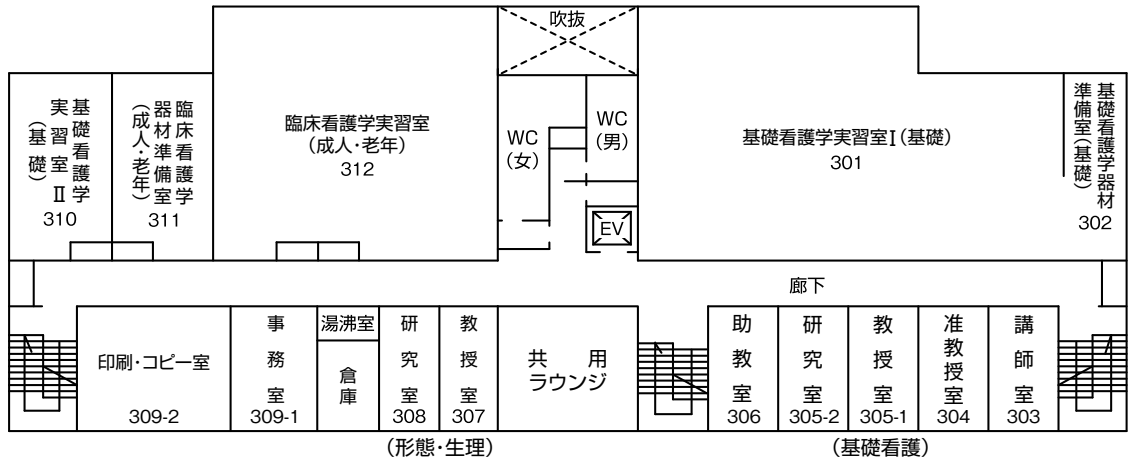 吹抜
基礎看護学
実習室Ⅱ
(基礎)
310
臨床看護学
器材準備室
(成人・老年)
311
臨床看護学実習室
(成人・老年)
312
WC
(女)
WC
(男)
EV
基礎看護学実習室Ⅰ(基礎)
301
基礎看護学器材
準備室(基礎)
302
廊下
印刷・コピー室
309-2
事務室
309-1
湯沸室
倉庫
研究室
308
教授室
307
共用
ラウンジ
助教室
306
研究室
305-2
教授室
305-1
准教授室
304
講師室
303
(形態・生理)
(基礎看護)